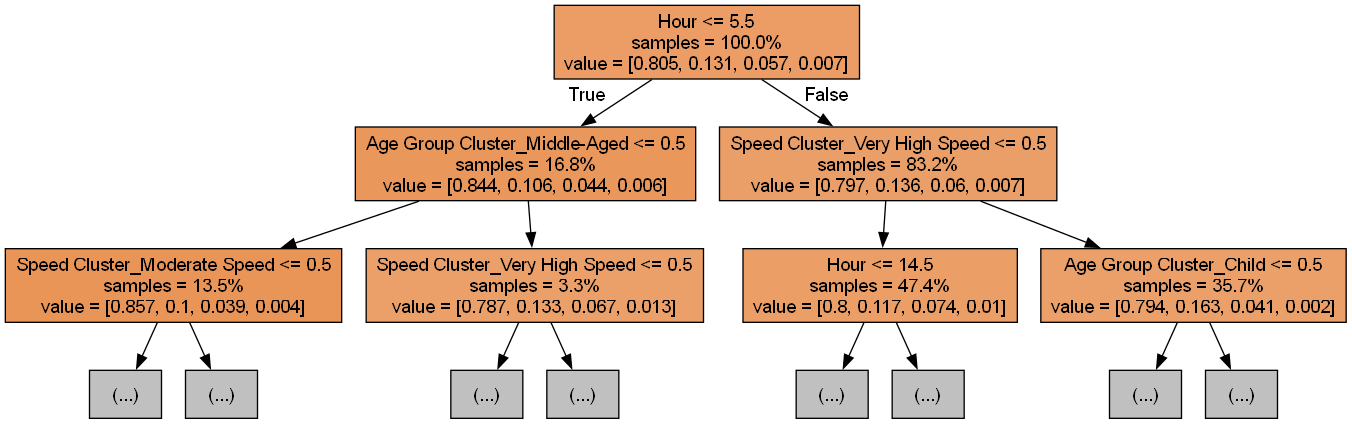 Hour <= 5.5
samples = 100.0%
value = [0.805, 0.131, 0.057, 0.007]
True
False
Age Group Cluster_Middle-Aged <= 0.5
samples = 16.8%
value = [0.844, 0.106, 0.044, 0.006]
Speed Cluster_Very High Speed <= 0.5
samples = 83.2%
value = [0.797, 0.136, 0.06, 0.007]
Speed Cluster_Moderate Speed <= 0.5
samples = 13.5%
value = [0.857, 0.1, 0.039, 0.004]
Speed Cluster_Very High Speed <= 0.5
samples = 3.3%
value = [0.787, 0.133, 0.067, 0.013]
Hour <= 14.5
samples = 47.4%
value = [0.8, 0.117, 0.074, 0.01]
Age Group Cluster_Child <= 0.5
samples = 35.7%
value = [0.794, 0.163, 0.041, 0.002]
(...)
(...)
(...)
(...)
(...)
(...)
(...)
(...)